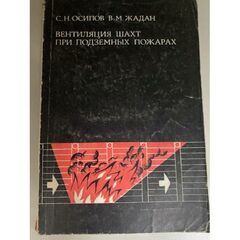 С. Н. ОСИПОВ В. М. ЖАДАН
ВЕНТИЛЯЦИЯ ШАХТ
ПРИ ПОДЗЕМНЫХ ПОЖАРАХ